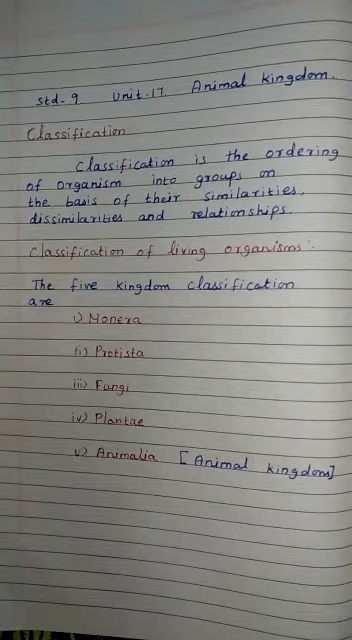 Std-9 Unit-17. Animal kingdom.
Classification
Classification is the ordering
of organism into groups on
the basis of their similarities,
dissimilarities and relationships.
Classification of living organisms:
The five kingdom classification
are
i) Monera
ii) Protista
iii) Fungi
iv) Plantae
v) Animalia [Animal kingdom]